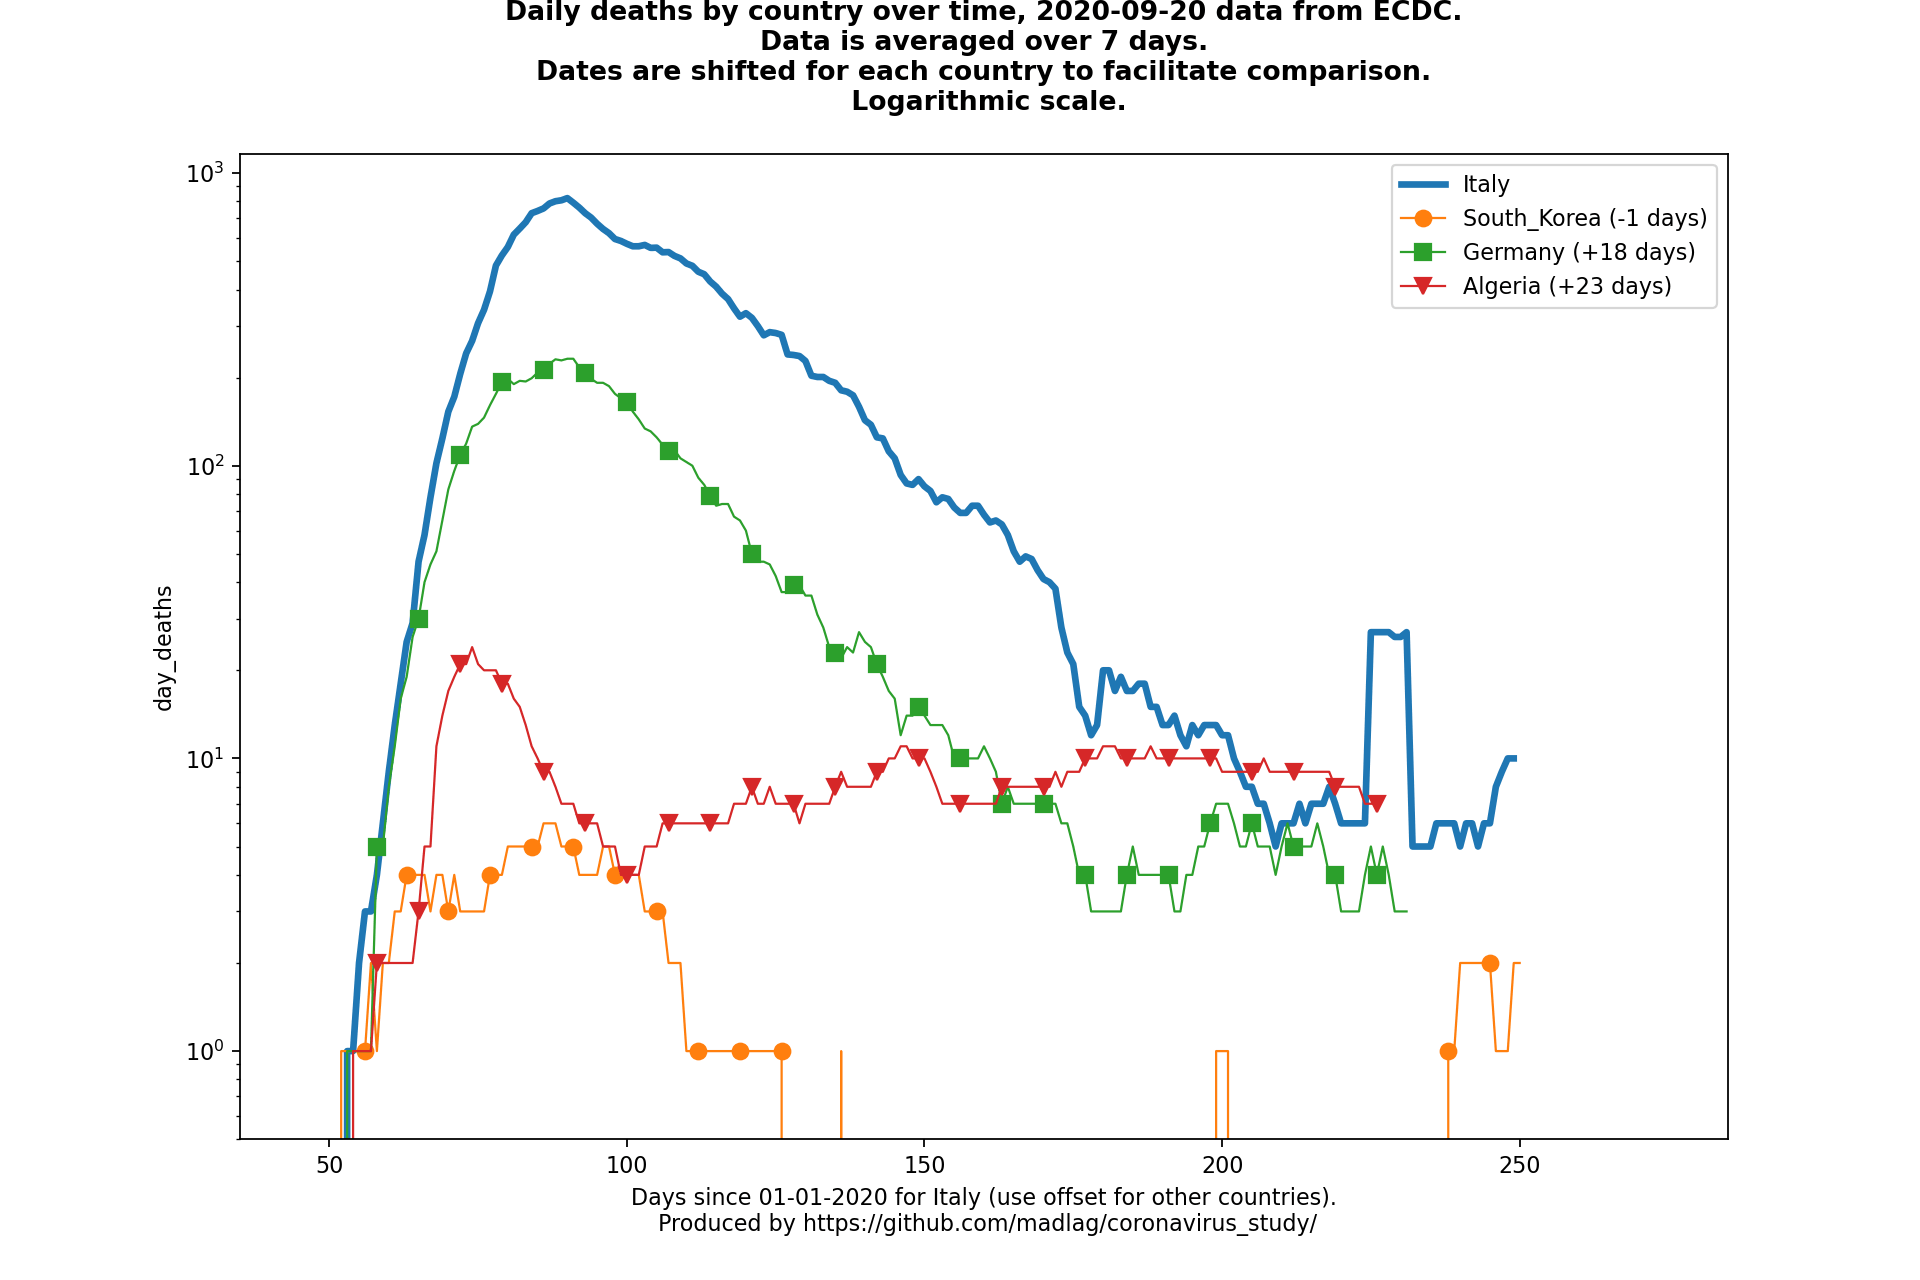 Daily deaths by country over time, 2020-09-20 data from ECDC.
Data is averaged over 7 days.
Dates are shifted for each country to facilitate comparison.
Logarithmic scale.
10³
10²
10¹
10⁰
day_deaths
Italy
South_Korea (-1 days)
Germany (+18 days)
Algeria (+23 days)
50 100 150 200 250
Days since 01-01-2020 for Italy (use offset for other countries).
Produced by https://github.com/madlag/coronavirus_study/